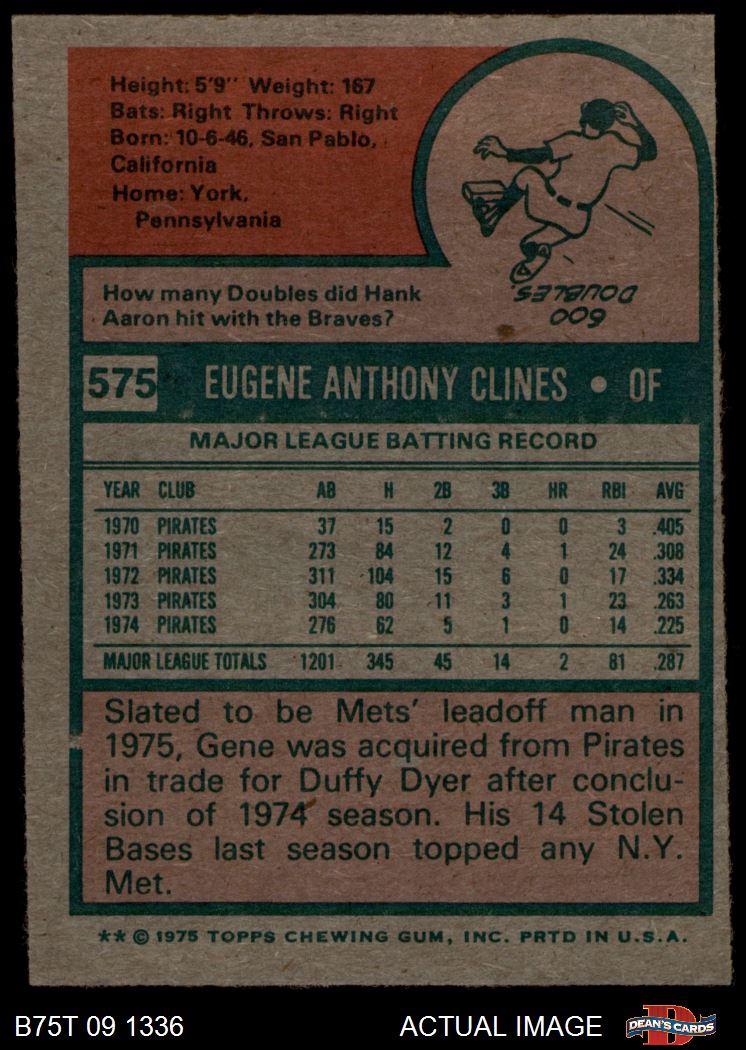 Height: 5'9" Weight: 167
Bats: Right Throws: Right
Born: 10-6-46, San Pablo,
California
Home: York,
Pennsylvania
How many Doubles did Hank
Aaron hit with the Braves?
600
DOUBLES.
575 EUGENE ANTHONY CLINES • OF
MAJOR LEAGUE BATTING RECORD
YEAR CLUB AB H 2B 3B HR RBI AVG
1970 PIRATES 37 15 2 0 0 3 .405
1971 PIRATES 273 84 12 4 1 24 .308
1972 PIRATES 311 104 15 6 0 17 .334
1973 PIRATES 304 80 11 3 1 23 .263
1974 PIRATES 276 62 5 1 0 14 .225
MAJOR LEAGUE TOTALS 1201 345 45 14 2 81 .287
Slated to be Mets' leadoff man in
1975, Gene was acquired from Pirates
in trade for Duffy Dyer after conclu-
sion of 1974 season. His 14 Stolen
Bases last season topped any N.Y.
Met.
** © 1975 TOPPS CHEWING GUM, INC. PRTD IN U.S.A.
B75T 09 1336 ACTUAL IMAGE DEAN'S CARDS